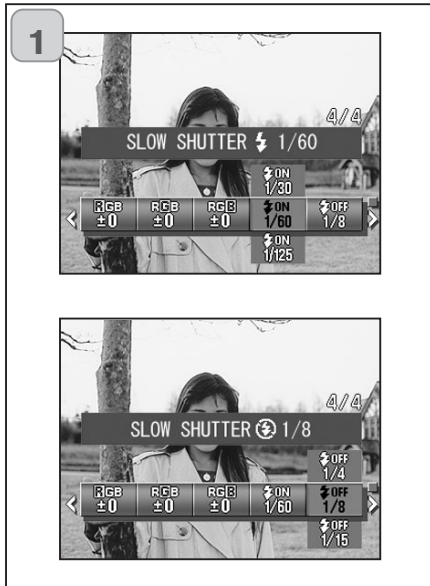 1
4/4
SLOW SHUTTER 1/60
ON
1/30
RGB RGB RGB ON OFF
±0 ±0 ±0 1/60 1/8
ON
1/125
4/4
SLOW SHUTTER 1/8
OFF
1/4
RGB RGB RGB ON OFF
±0 ±0 ±0 1/60 1/8
OFF
1/15